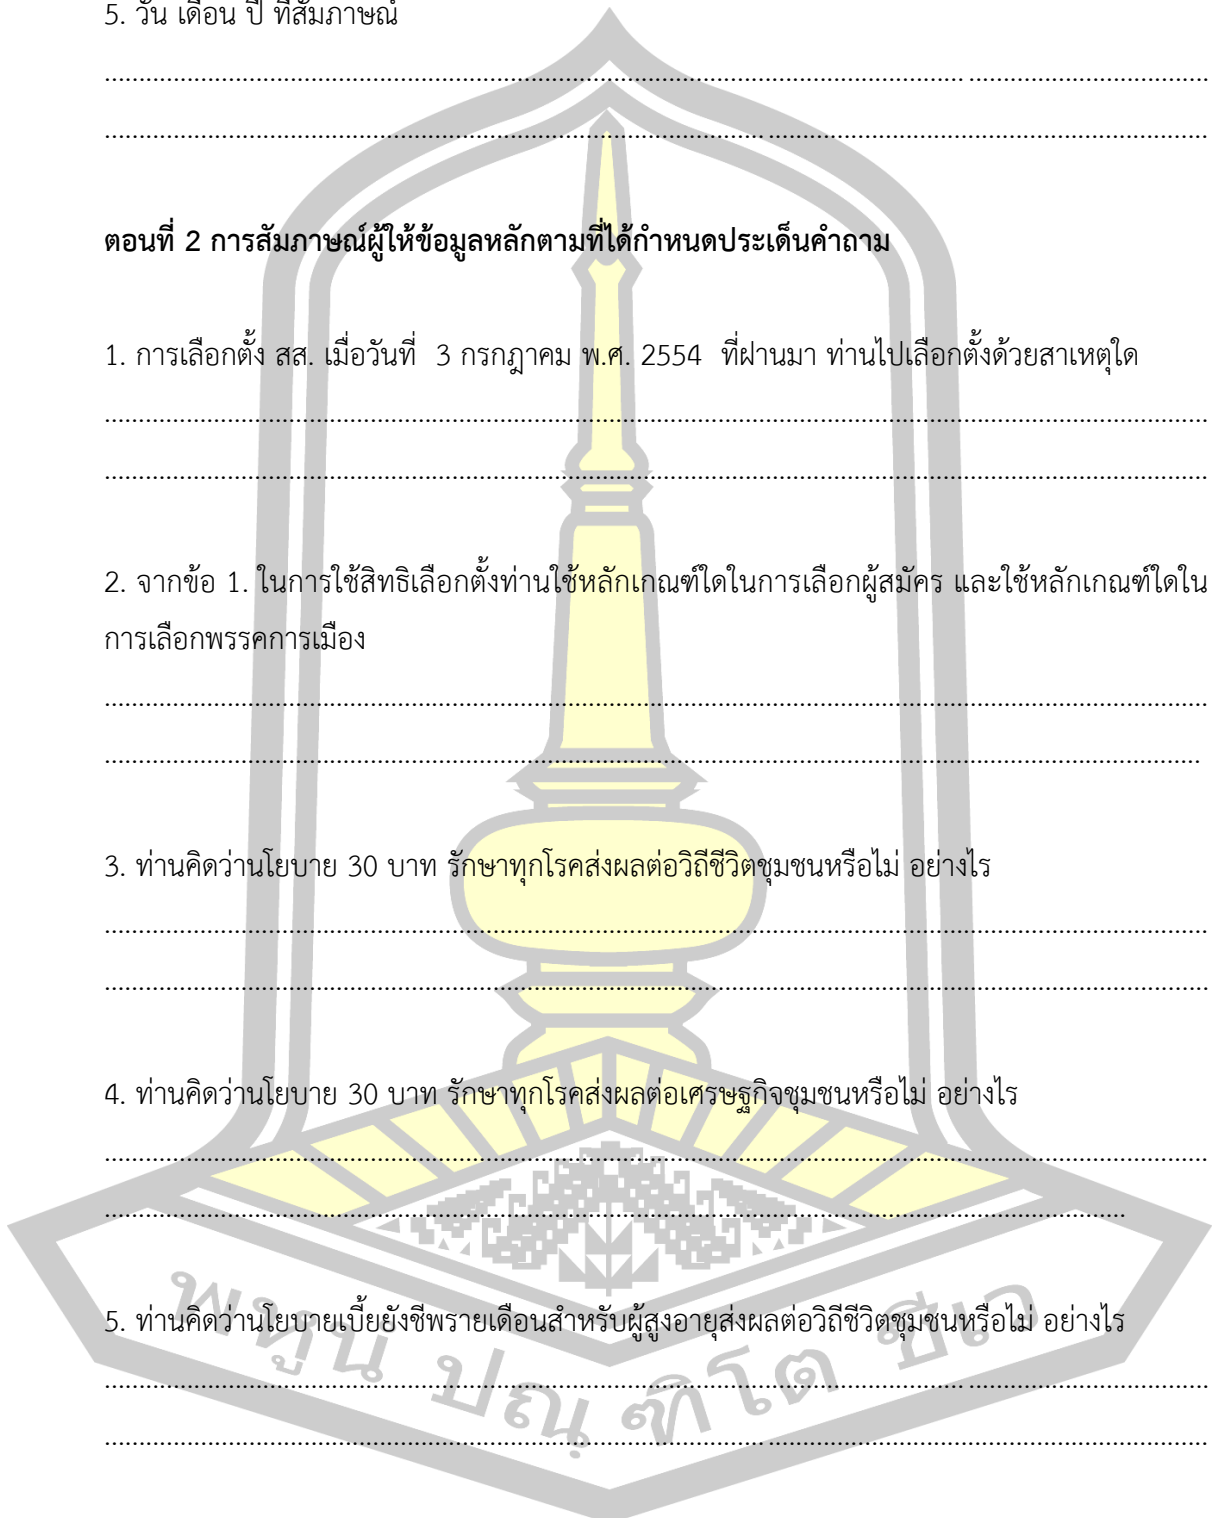 5. วัน เดือน ปี ที่สัมภาษณ์
................................................................................................................................................................
................................................................................................................................................................
ตอนที่ 2 การสัมภาษณ์ผู้ให้ข้อมูลหลักตามที่ได้กำหนดประเด็นคำถาม
1. การเลือกตั้ง สส. เมื่อวันที่ 3 กรกฎาคม พ.ศ. 2554 ที่ผ่านมา ท่านไปเลือกตั้งด้วยสาเหตุใด
................................................................................................................................................................
................................................................................................................................................................
2. จากข้อ 1. ในการใช้สิทธิเลือกตั้งท่านใช้หลักเกณฑ์ใดในการเลือกผู้สมัคร และใช้หลักเกณฑ์ใดใน
การเลือกพรรคการเมือง
................................................................................................................................................................
................................................................................................................................................................
3. ท่านคิดว่านโยบาย 30 บาท รักษาทุกโรคส่งผลต่อวิถีชีวิตชุมชนหรือไม่ อย่างไร
................................................................................................................................................................
................................................................................................................................................................
4. ท่านคิดว่านโยบาย 30 บาท รักษาทุกโรคส่งผลต่อเศรษฐกิจชุมชนหรือไม่ อย่างไร
................................................................................................................................................................
....................................................................................................................................................
5. ท่านคิดว่านโยบายเบี้ยยังชีพรายเดือนสำหรับผู้สูงอายุส่งผลต่อวิถีชีวิตชุมชนหรือไม่ อย่างไร
................................................................................................................................................................
................................................................................................................................................................
พหูน ปณฺ ฑิโต ชีเว